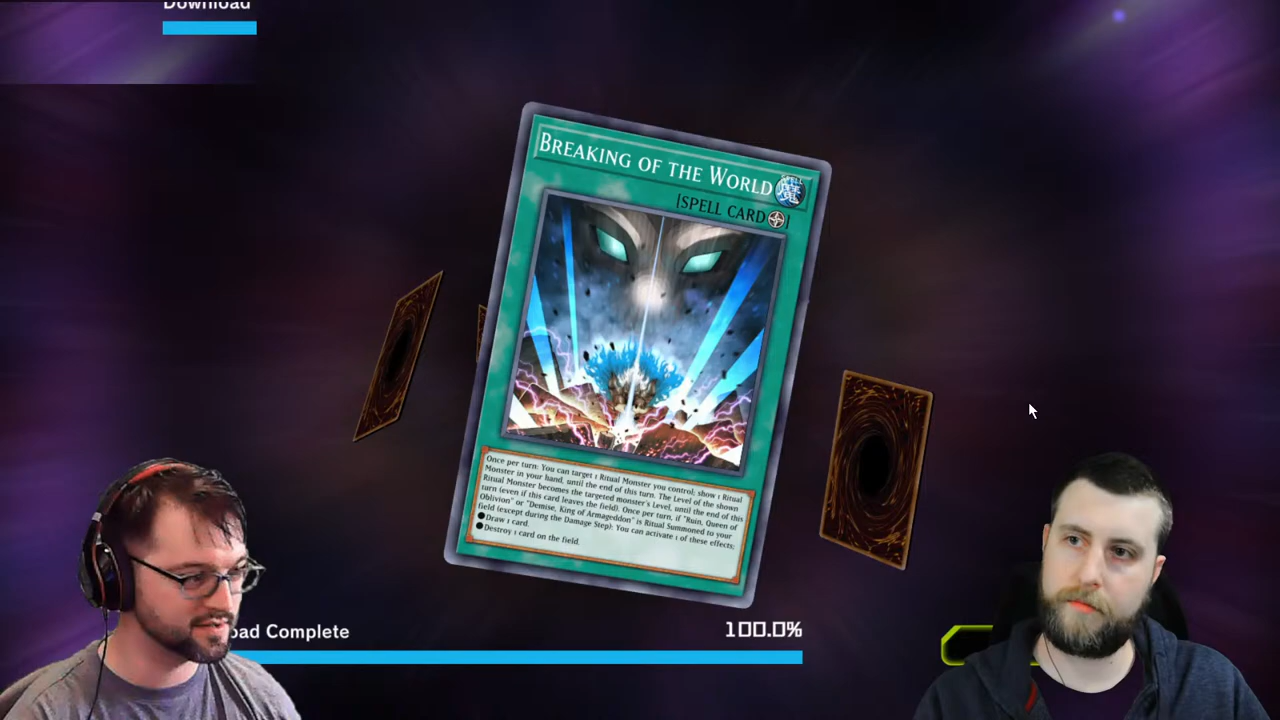 Download
BREAKING OF THE WORLD
SPELL
魔
[SPELL CARD]
Once per turn: You can target 1 Ritual Monster you control; show 1 Ritual
Monster in your hand, until the end of this turn. The Level of the shown
Ritual Monster becomes the targeted monster's Level, until the end of this
turn (even if this card leaves the field). Once per turn, if "Ruin, Queen of
Oblivion" or "Demise, King of Armageddon" is Ritual Summoned to your
field (except during the Damage Step): You can activate 1 of these effects;
●Draw 1 card.
●Destroy 1 card on the field.
oad Complete
100.0%